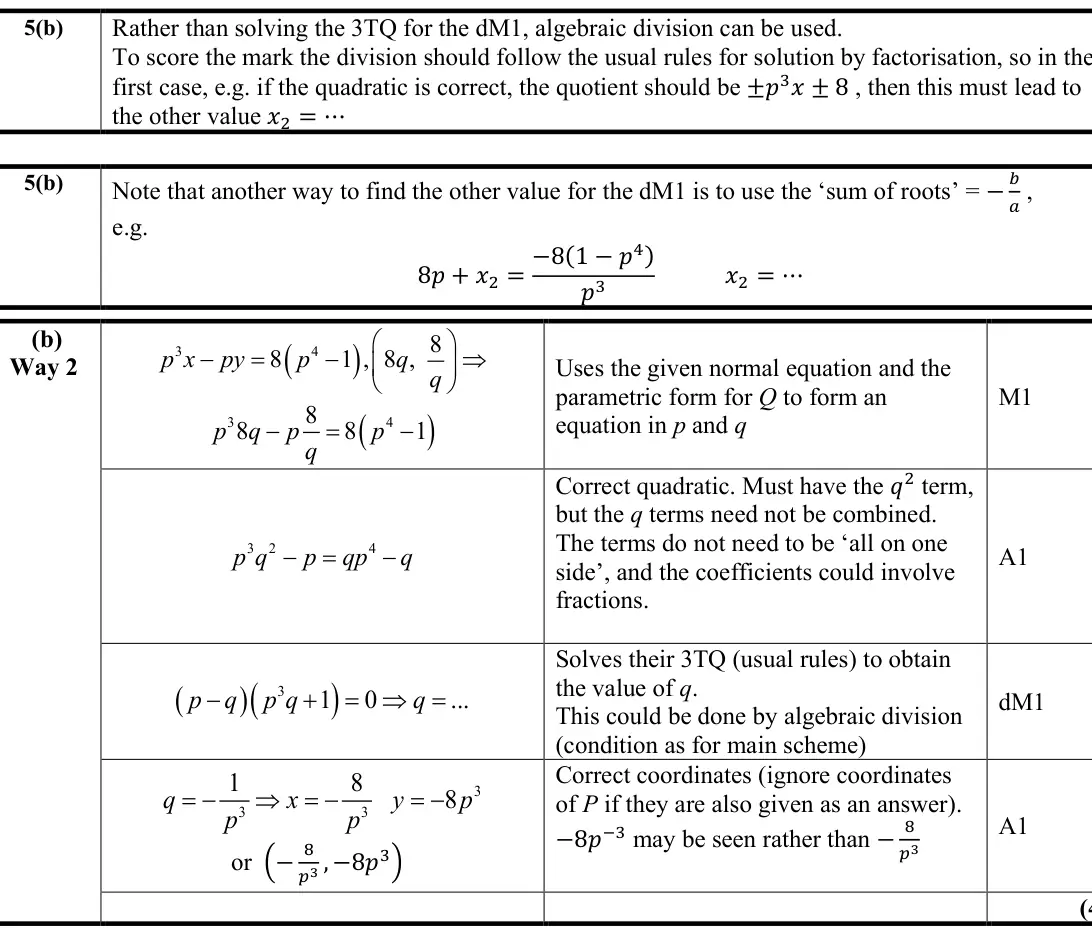 5(b) Rather than solving the 3TQ for the dM1, algebraic division can be used.
To score the mark the division should follow the usual rules for solution by factorisation, so in the
first case, e.g. if the quadratic is correct, the quotient should be ±p³x ± 8 , then this must lead to
the other value x₂ = ⋯
5(b) Note that another way to find the other value for the dM1 is to use the ‘sum of roots’ = −b/a ,
e.g.
8p + x₂ = −8(1 − p⁴)/p³ x₂ = ⋯
(b)
Way 2
p³x − py = 8(p⁴ − 1), (8q, 8/q) ⇒
p³8q − p 8/q = 8(p⁴ − 1)
Uses the given normal equation and the
parametric form for Q to form an
equation in p and q
M1
p³q² − p = qp⁴ − q
Correct quadratic. Must have the q² term,
but the q terms need not be combined.
The terms do not need to be ‘all on one
side’, and the coefficients could involve
fractions.
A1
(p − q)(p³q + 1) = 0 ⇒ q = ...
Solves their 3TQ (usual rules) to obtain
the value of q.
This could be done by algebraic division
(condition as for main scheme)
dM1
q = −1/p³ ⇒ x = −8/p³ y = −8p³
or (−8/p³ , −8p³)
Correct coordinates (ignore coordinates
of P if they are also given as an answer).
−8p⁻³ may be seen rather than −8/p³
A1
(4